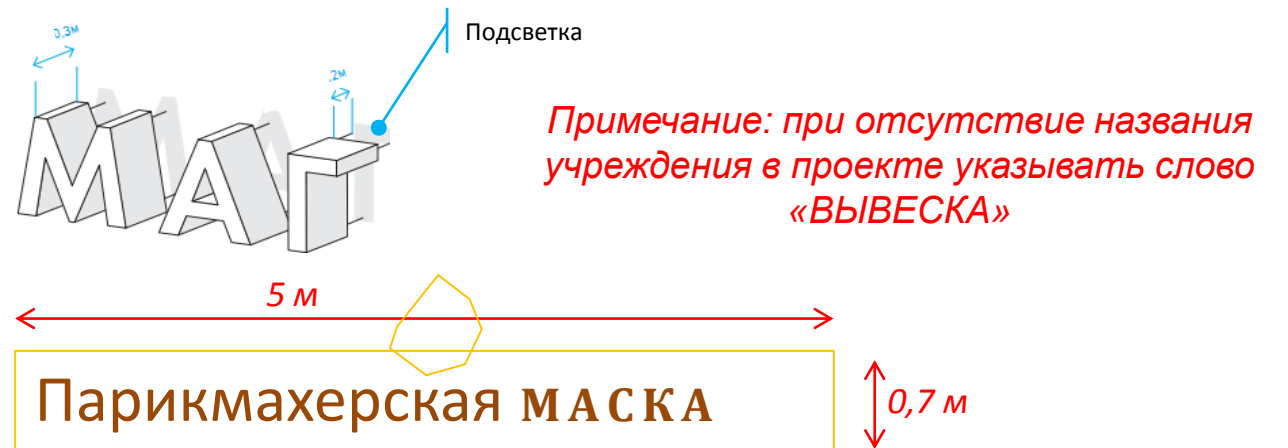 0.3м
Подсветка
.2м
МАГ
Примечание: при отсутствие названия
учреждения в проекте указывать слово
«ВЫВЕСКА»
5 м
Парикмахерская МАСКА
0,7 м